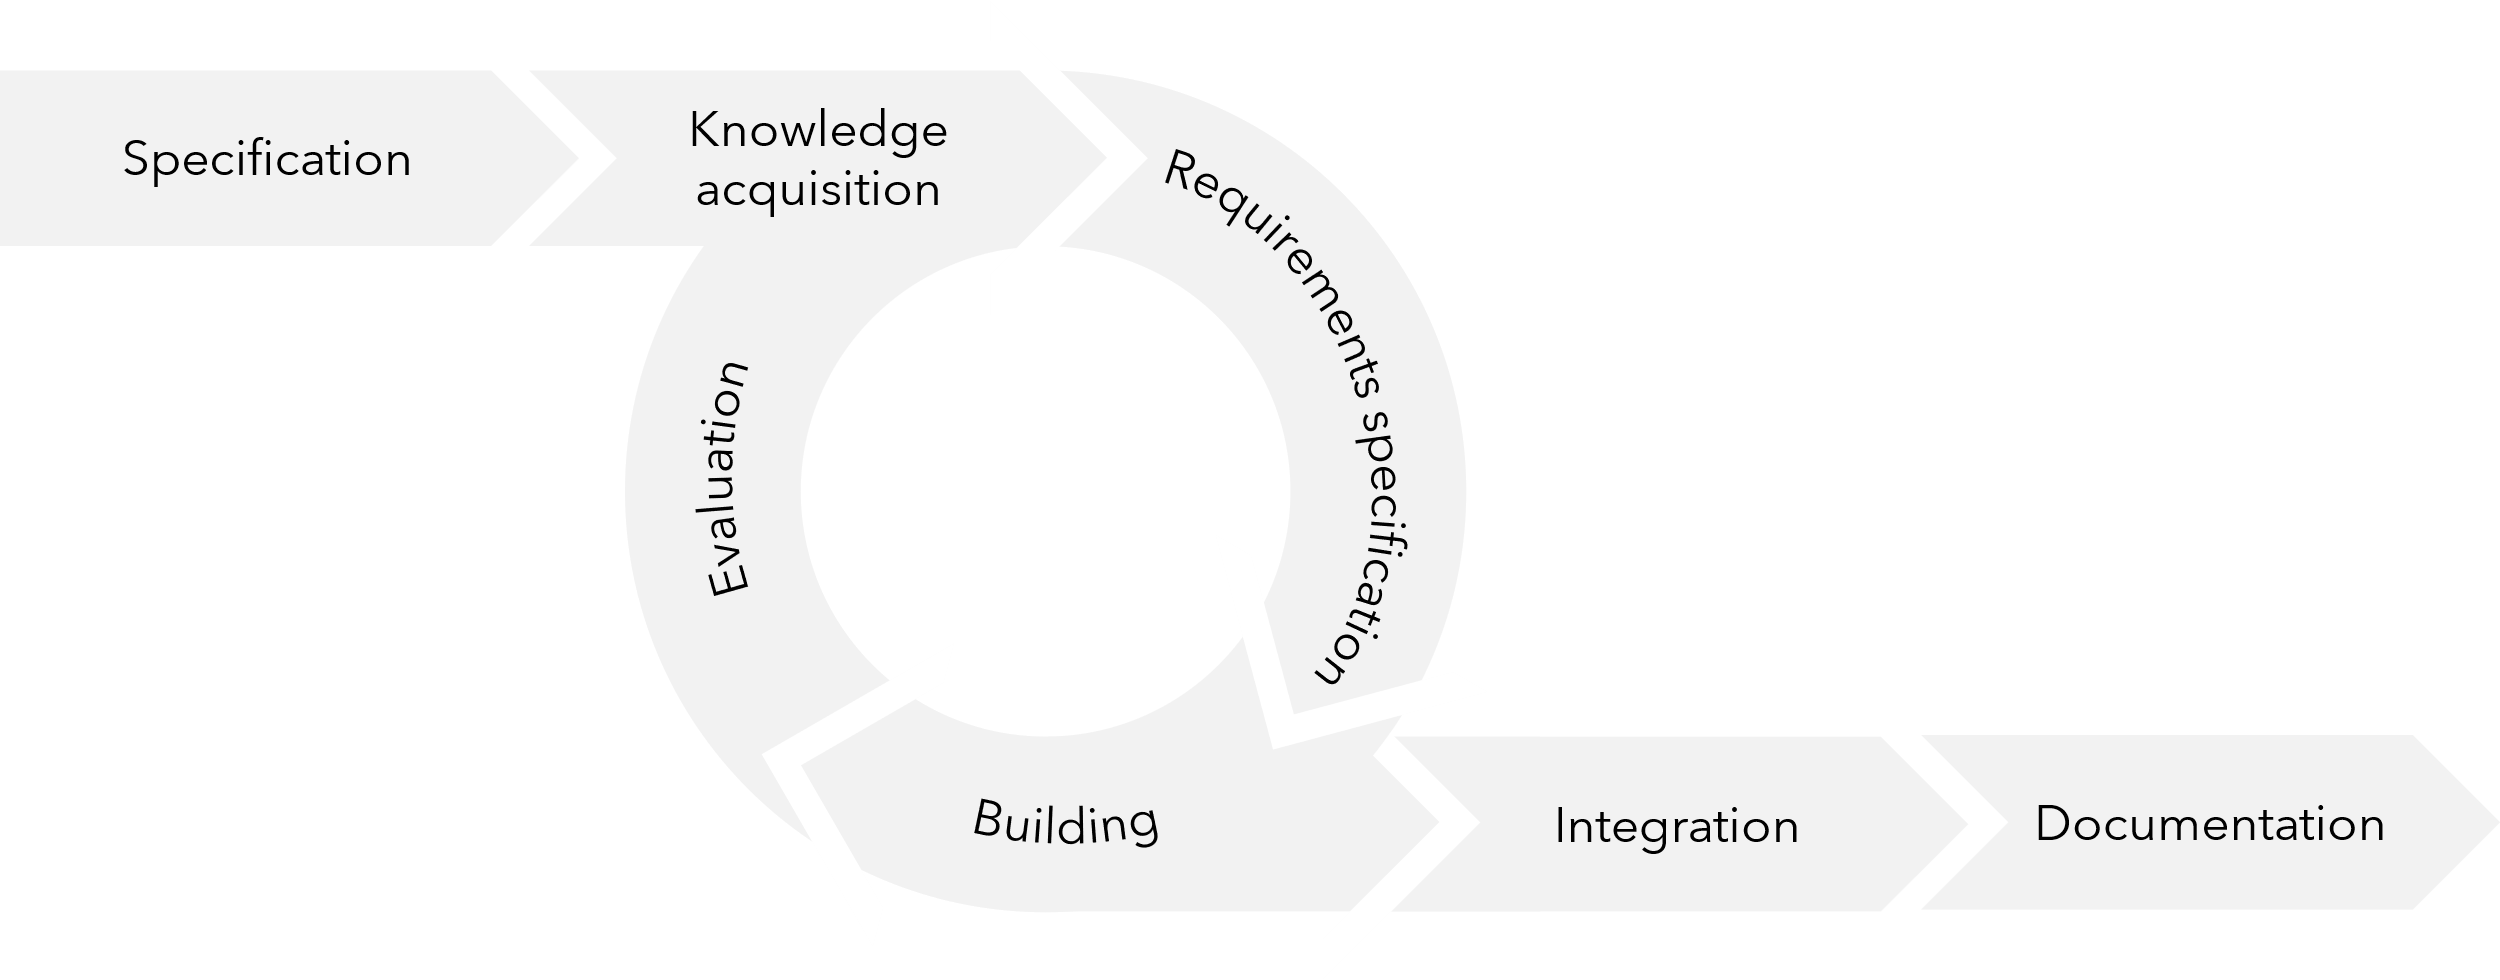 Specification
Knowledge
acquisition
Requirements specification
Evaluation
Building
Integration
Documentation